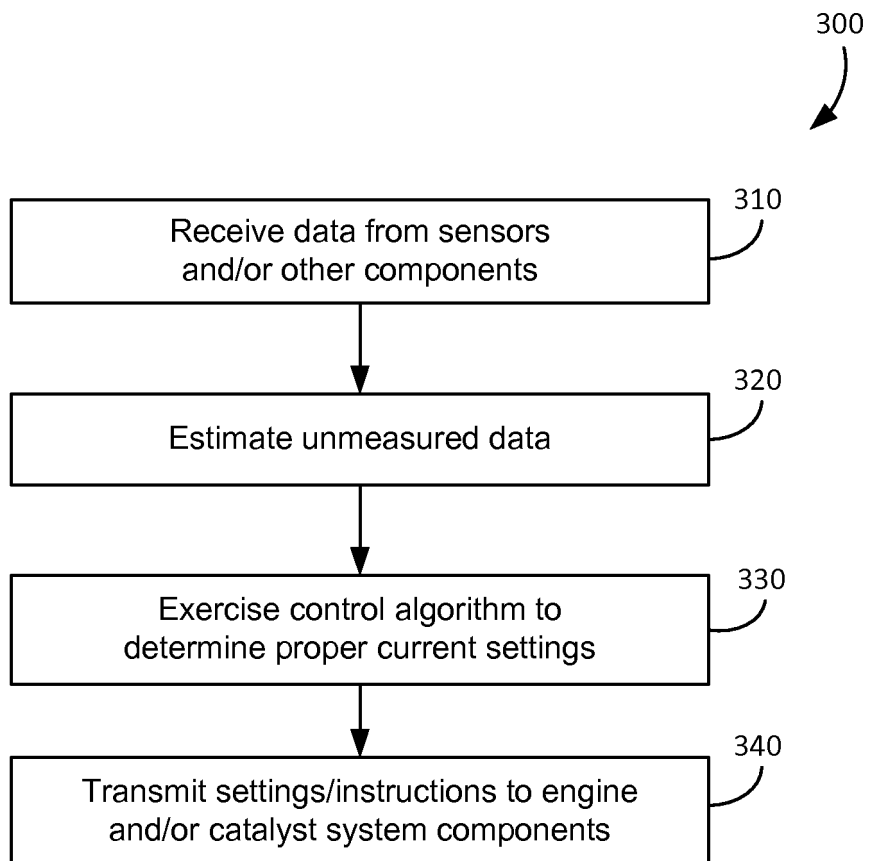 300
310
Receive data from sensors
and/or other components
320
Estimate unmeasured data
330
Exercise control algorithm to
determine proper current settings
340
Transmit settings/instructions to engine
and/or catalyst system components